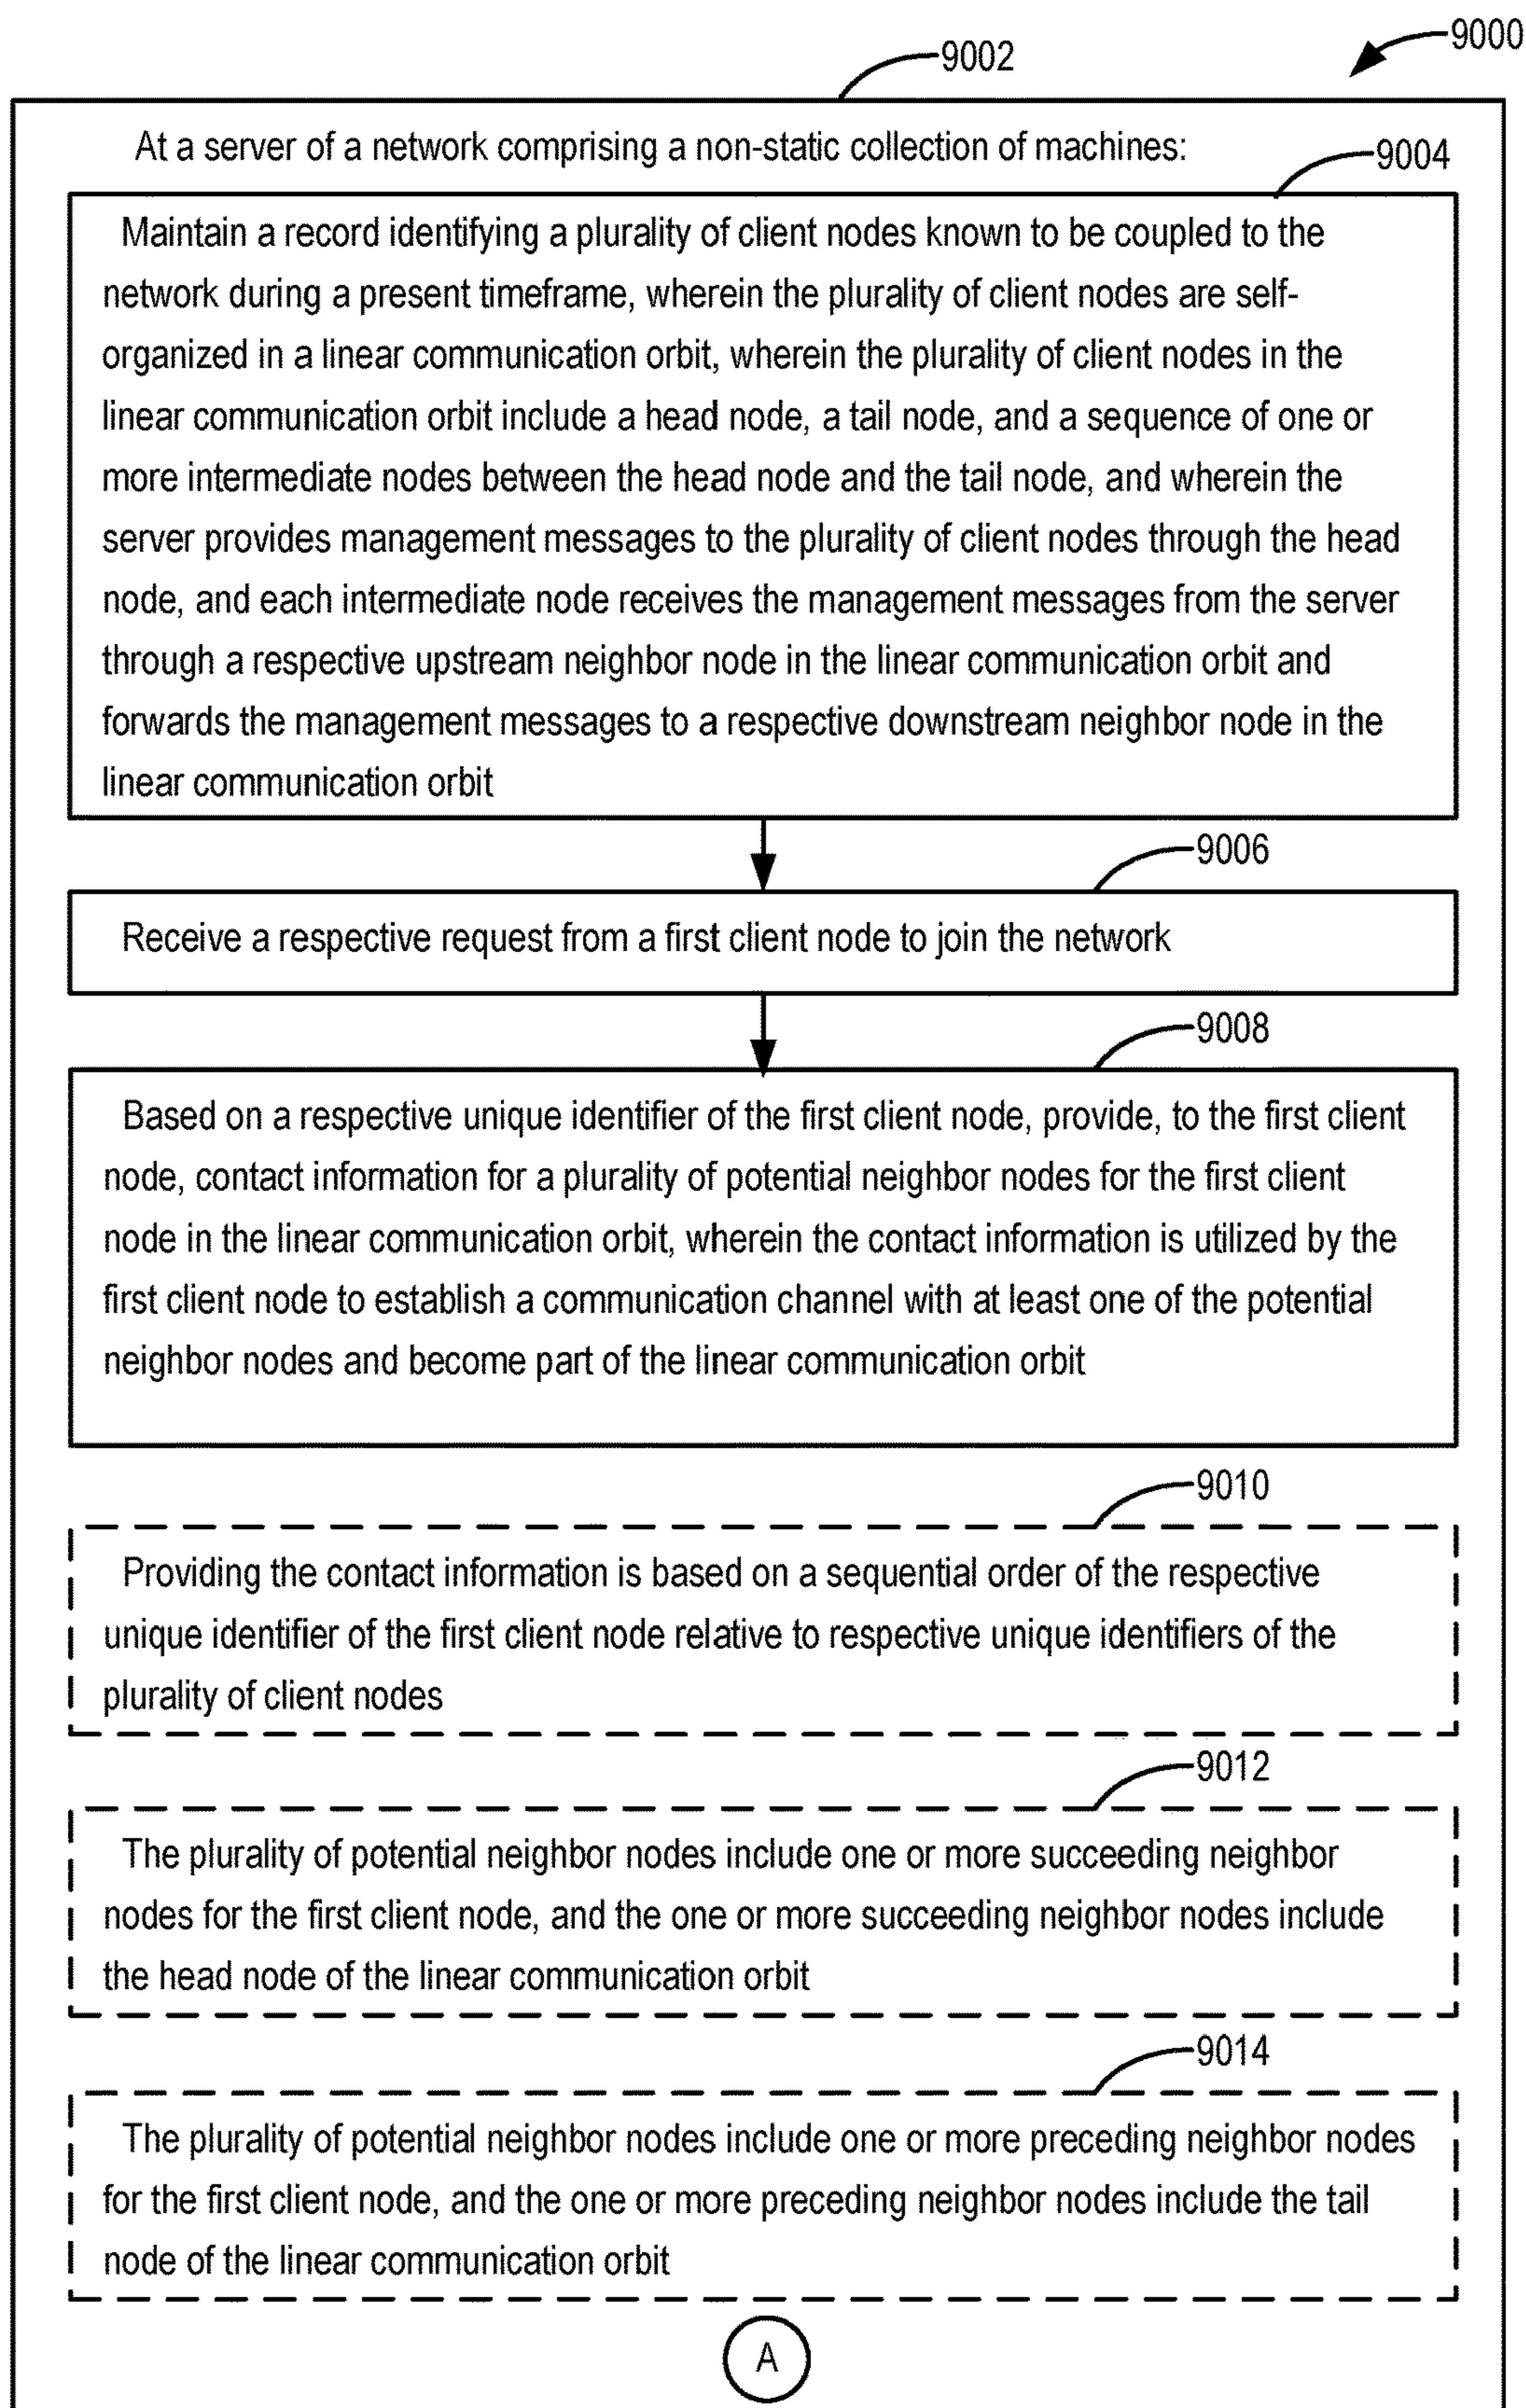 9000
9002
At a server of a network comprising a non-static collection of machines:
9004
Maintain a record identifying a plurality of client nodes known to be coupled to the
network during a present timeframe, wherein the plurality of client nodes are self-
organized in a linear communication orbit, wherein the plurality of client nodes in the
linear communication orbit include a head node, a tail node, and a sequence of one or
more intermediate nodes between the head node and the tail node, and wherein the
server provides management messages to the plurality of client nodes through the head
node, and each intermediate node receives the management messages from the server
through a respective upstream neighbor node in the linear communication orbit and
forwards the management messages to a respective downstream neighbor node in the
linear communication orbit
9006
Receive a respective request from a first client node to join the network
9008
Based on a respective unique identifier of the first client node, provide, to the first client
node, contact information for a plurality of potential neighbor nodes for the first client
node in the linear communication orbit, wherein the contact information is utilized by the
first client node to establish a communication channel with at least one of the potential
neighbor nodes and become part of the linear communication orbit
9010
Providing the contact information is based on a sequential order of the respective
unique identifier of the first client node relative to respective unique identifiers of the
plurality of client nodes
9012
The plurality of potential neighbor nodes include one or more succeeding neighbor
nodes for the first client node, and the one or more succeeding neighbor nodes include
the head node of the linear communication orbit
9014
The plurality of potential neighbor nodes include one or more preceding neighbor nodes
for the first client node, and the one or more preceding neighbor nodes include the tail
node of the linear communication orbit
A